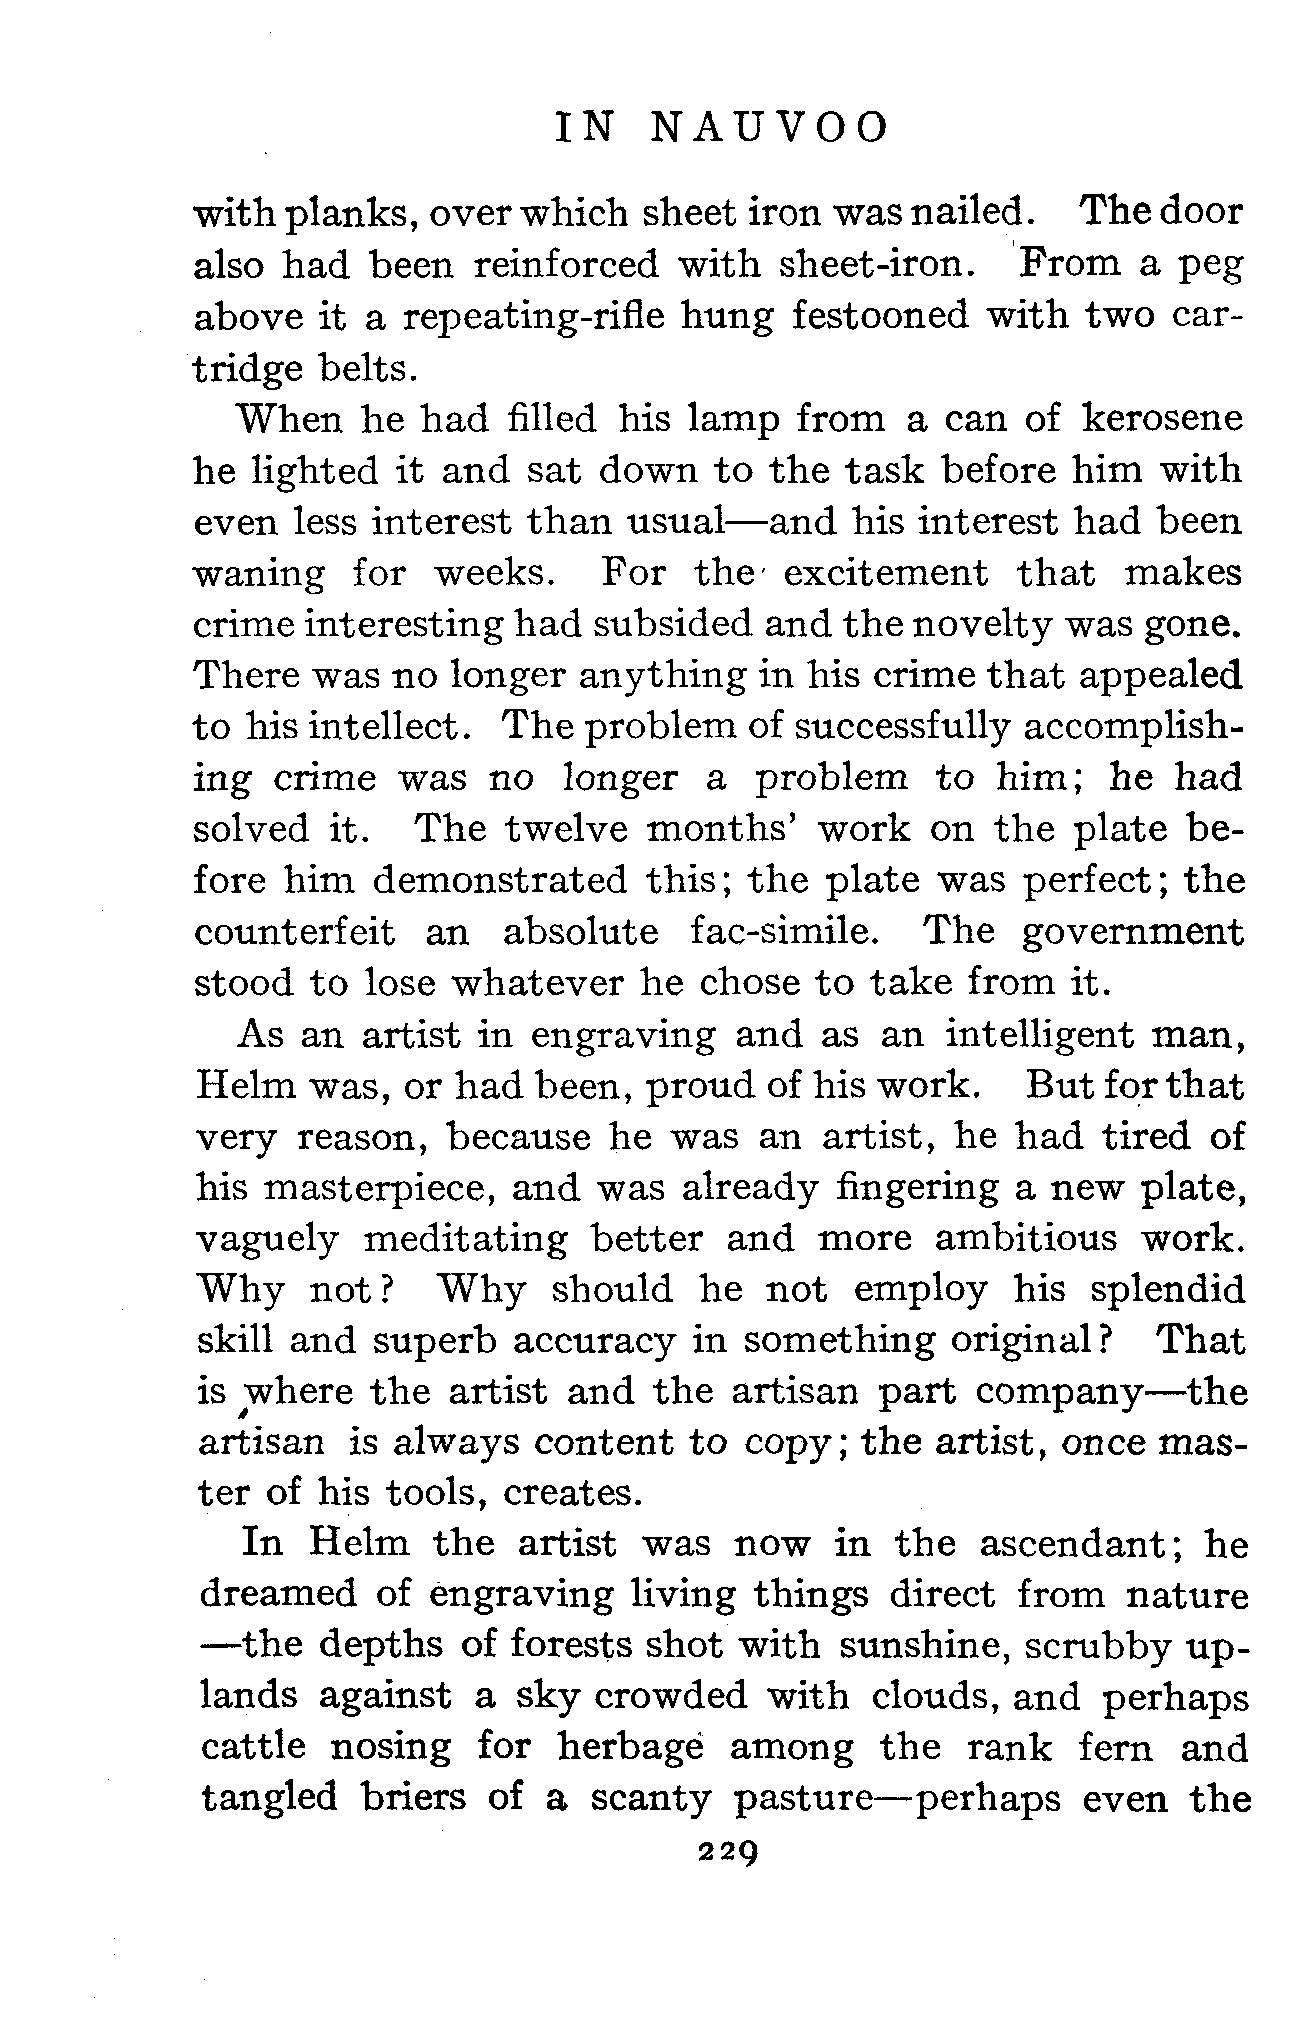 IN NAUVOO
with planks, over which sheet iron was nailed. The door
also had been reinforced with sheet-iron. From a peg
above it a repeating-rifle hung festooned with two car-
tridge belts.
When he had filled his lamp from a can of kerosene
he lighted it and sat down to the task before him with
even less interest than usual—and his interest had been
waning for weeks. For the excitement that makes
crime interesting had subsided and the novelty was gone.
There was no longer anything in his crime that appealed
to his intellect. The problem of successfully accomplish-
ing crime was no longer a problem to him; he had
solved it. The twelve months' work on the plate be-
fore him demonstrated this; the plate was perfect; the
counterfeit an absolute fac-simile. The government
stood to lose whatever he chose to take from it.
As an artist in engraving and as an intelligent man,
Helm was, or had been, proud of his work. But for that
very reason, because he was an artist, he had tired of
his masterpiece, and was already fingering a new plate,
vaguely meditating better and more ambitious work.
Why not? Why should he not employ his splendid
skill and superb accuracy in something original? That
is where the artist and the artisan part company—the
artisan is always content to copy; the artist, once mas-
ter of his tools, creates.
In Helm the artist was now in the ascendant; he
dreamed of engraving living things direct from nature
—the depths of forests shot with sunshine, scrubby up-
lands against a sky crowded with clouds, and perhaps
cattle nosing for herbage among the rank fern and
tangled briers of a scanty pasture—perhaps even the
229